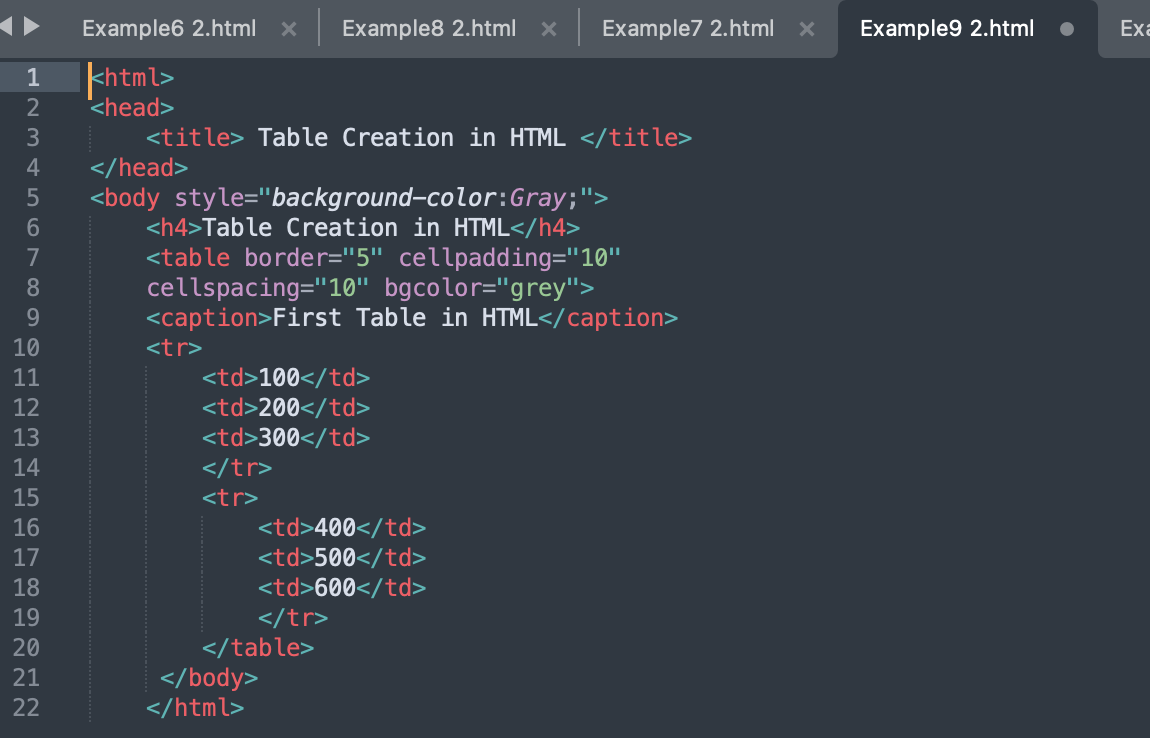 Example6 2.html × Example8 2.html × Example7 2.html × Example9 2.html Exa
1 <html>
2 <head>
3     <title> Table Creation in HTML </title>
4 </head>
5 <body style="background-color:Gray;">
6     <h4>Table Creation in HTML</h4>
7     <table border="5" cellpadding="10"
8     cellspacing="10" bgcolor="grey">
9     <caption>First Table in HTML</caption>
10     <tr>
11         <td>100</td>
12         <td>200</td>
13         <td>300</td>
14         </tr>
15         <tr>
16             <td>400</td>
17             <td>500</td>
18             <td>600</td>
19             </tr>
20         </table>
21      </body>
22     </html>